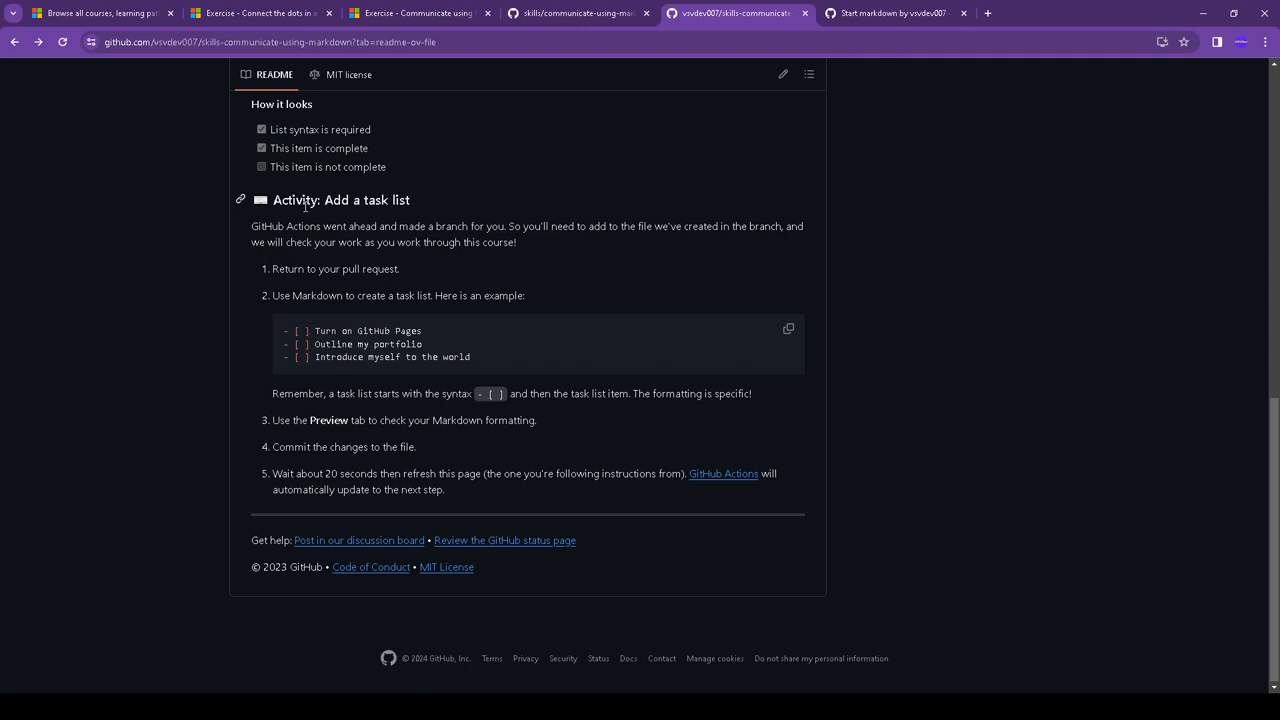 Browse all courses, learning pat
Exercise - Connect the dots in a
Exercise - Communicate using M
skills/communicate-using-mark
vsvdev007/skills-communicate
Start markdown by vsvdev007
github.com/vsvdev007/skills-communicate-using-markdown?tab=readme-ov-file
README
MIT license
How it looks
List syntax is required
This item is complete
This item is not complete
Activity: Add a task list
GitHub Actions went ahead and made a branch for you. So you'll need to add to the file we've created in the branch, and
we will check your work as you work through this course!
1. Return to your pull request.
2. Use Markdown to create a task list. Here is an example:
- [ ] Turn on GitHub Pages
- [ ] Outline my portfolio
- [ ] Introduce myself to the world
Remember, a task list starts with the syntax - [ ] and then the task list item. The formatting is specific!
3. Use the Preview tab to check your Markdown formatting.
4. Commit the changes to the file.
5. Wait about 20 seconds then refresh this page (the one you're following instructions from). GitHub Actions will
automatically update to the next step.
Get help: Post in our discussion board • Review the GitHub status page
© 2023 GitHub • Code of Conduct • MIT License
© 2024 GitHub, Inc. Terms Privacy Security Status Docs Contact Manage cookies Do not share my personal information